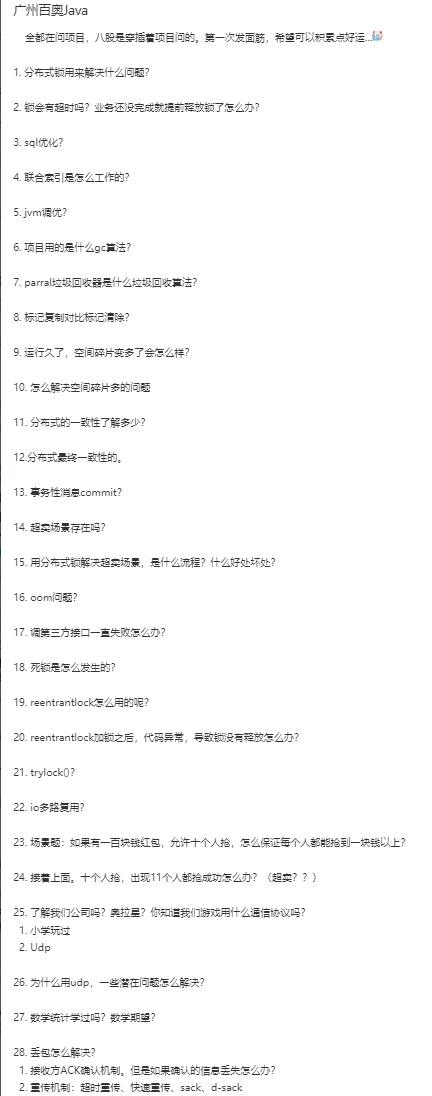 广州百奥Java
全都在问项目，八股是穿插着项目问的。第一次发面筋，希望可以积累点好运...
1. 分布式锁用来解决什么问题？
2. 锁会有超时吗？业务还没完成就提前释放锁了怎么办？
3. sql优化？
4. 联合索引是怎么工作的？
5. jvm调优？
6. 项目用的是什么gc算法？
7. parral垃圾回收器是什么垃圾回收算法？
8. 标记复制对比标记清除？
9. 运行久了，空间碎片变多了会怎么样？
10. 怎么解决空间碎片多的问题
11. 分布式的一致性了解多少？
12.分布式最终一致性的。
13. 事务性消息commit？
14. 超卖场景存在吗？
15. 用分布式锁解决超卖场景，是什么流程？什么好处坏处？
16. oom问题？
17. 调第三方接口一直失败怎么办？
18. 死锁是怎么发生的？
19. reentrantlock怎么用的呢？
20. reentrantlock加锁之后，代码异常，导致锁没有释放怎么办？
21. trylock()？
22. io多路复用？
23. 场景题：如果有一百块钱红包，允许十个人抢，怎么保证每个人都能抢到一块钱以上？
24. 接着上面。十个人抢，出现11个人都抢成功怎么办？（超卖？？）
25. 了解我们公司吗？奥拉星？你知道我们游戏用什么通信协议吗？
1. 小学玩过
2. Udp
26. 为什么用udp，一些潜在问题怎么解决？
27. 数学统计学过吗？数学期望？
28. 丢包怎么解决？
1. 接收方ACK确认机制。但是如果确认的信息丢失怎么办？
2. 重传机制：超时重传、快速重传、sack、d-sack